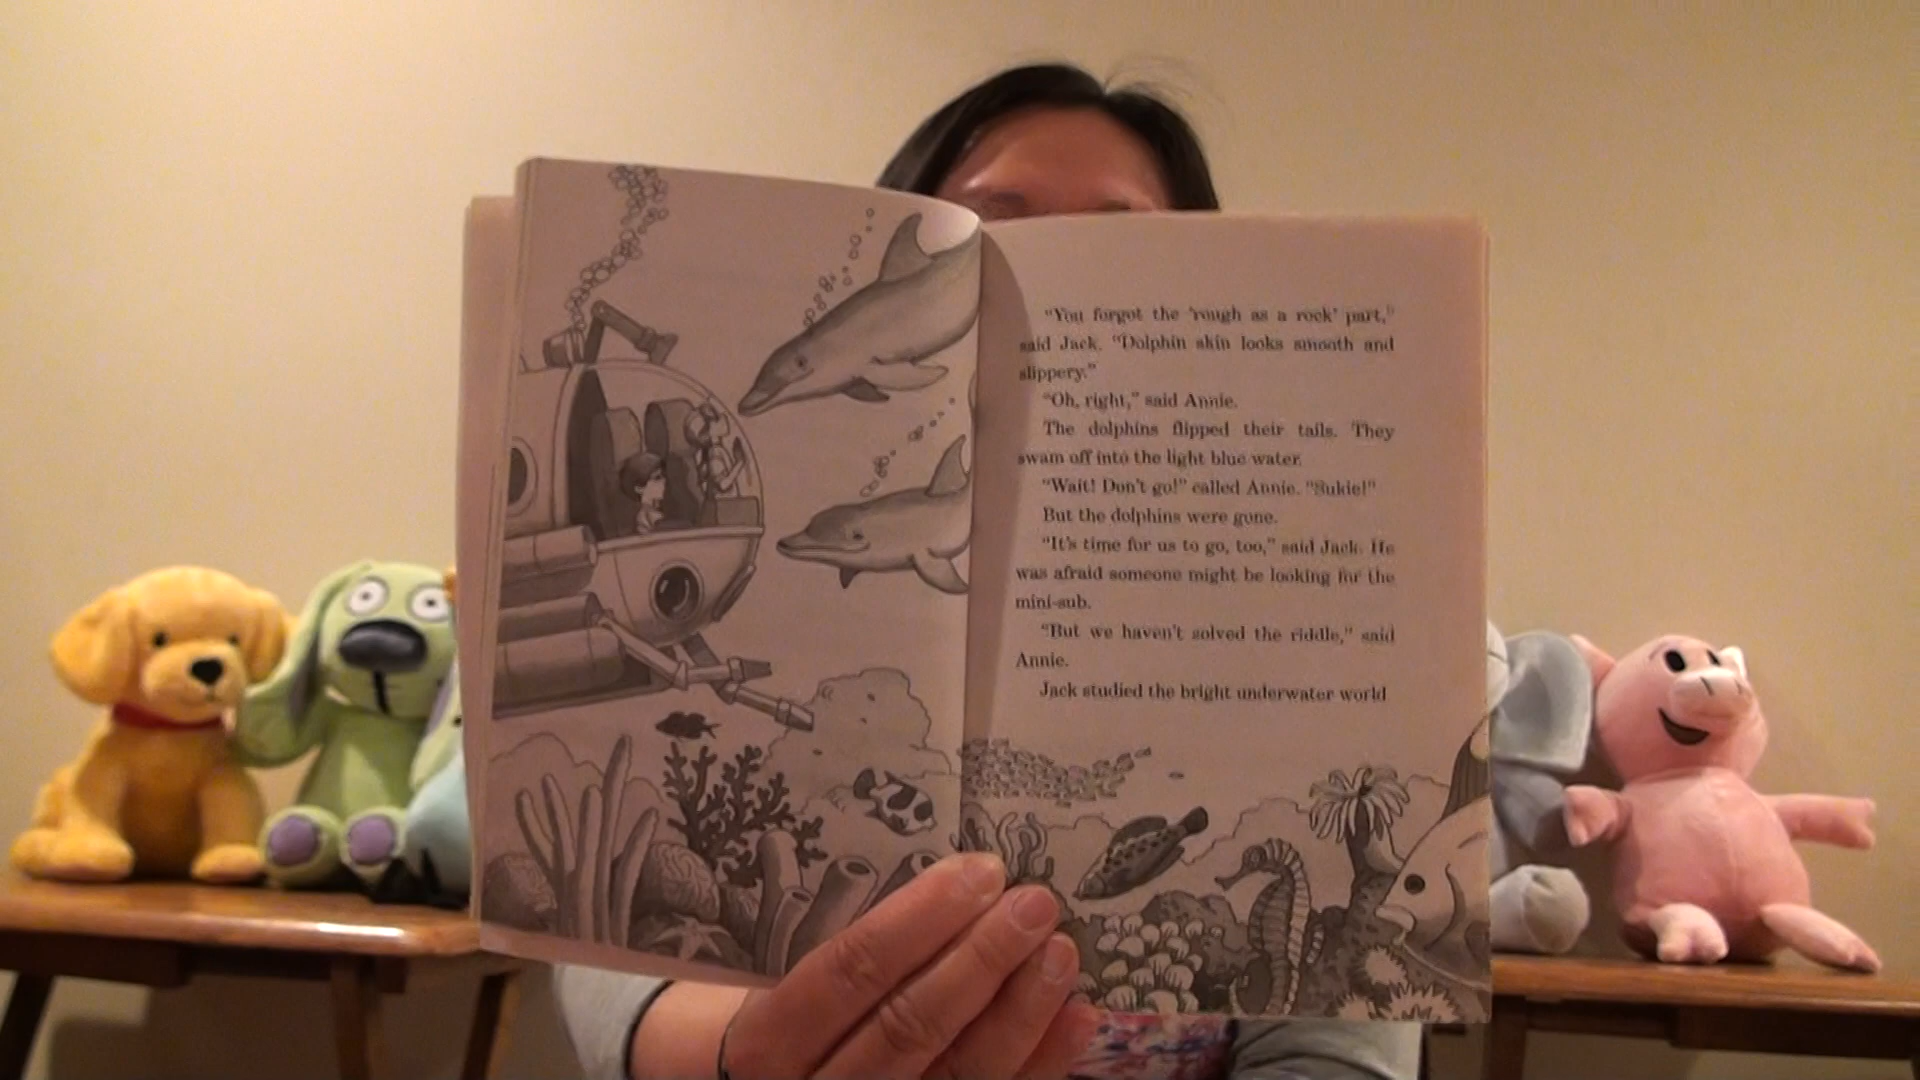 “You forgot the ‘rough as a rock’ part,”
said Jack. “Dolphin skin looks smooth and
slippery.”
“Oh, right,” said Annie.
The dolphins flipped their tails. They
swam off into the light blue water.
“Wait! Don’t go!” called Annie. “Sukie!”
But the dolphins were gone.
“It’s time for us to go, too,” said Jack. He
was afraid someone might be looking for the
mini-sub.
“But we haven’t solved the riddle,” said
Annie.
Jack studied the bright underwater world